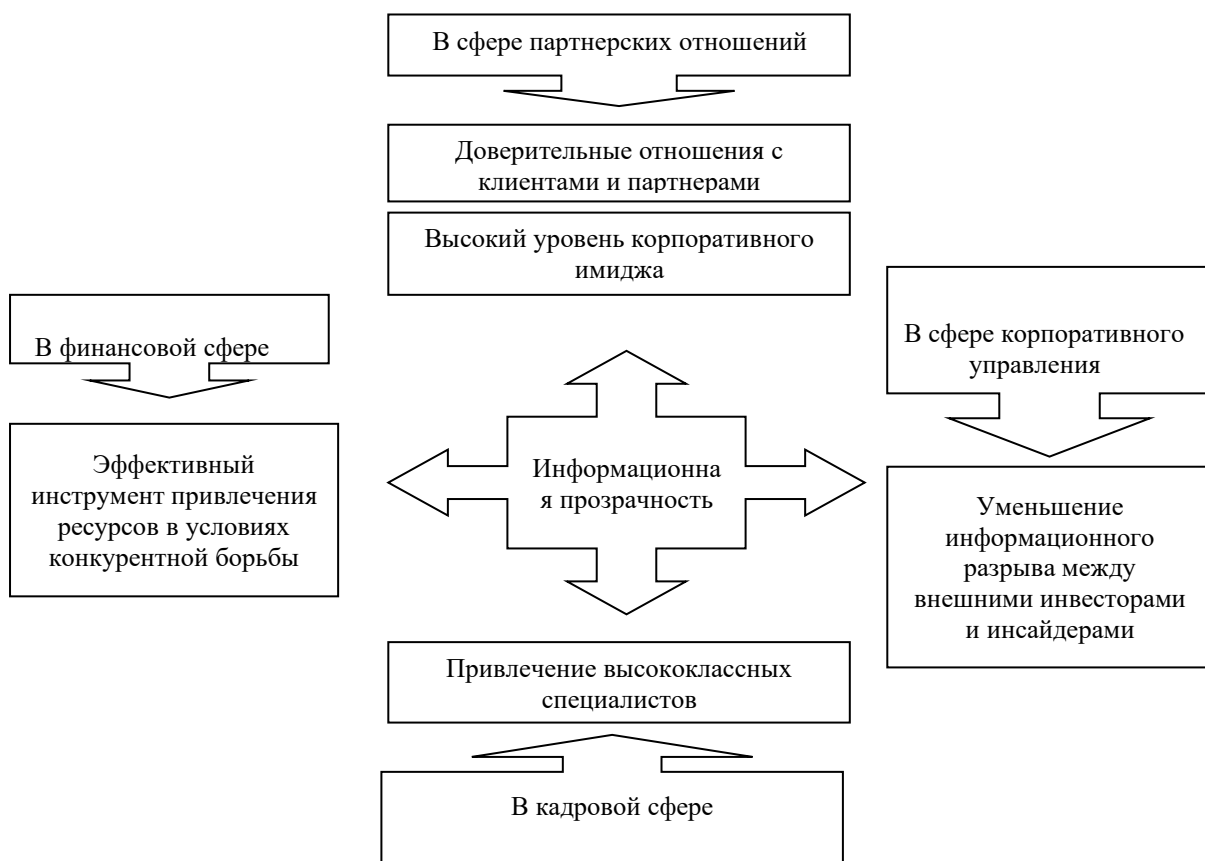 В сфере партнерских отношений
Доверительные отношения с
клиентами и партнерами
Высокий уровень корпоративного
имиджа
В финансовой сфере
Эффективный
инструмент привлечения
ресурсов в условиях
конкурентной борьбы
Информационна
я прозрачность
В сфере корпоративного
управления
Уменьшение
информационного
разрыва между
внешними инвесторами
и инсайдерами
Привлечение высококлассных
специалистов
В кадровой сфере